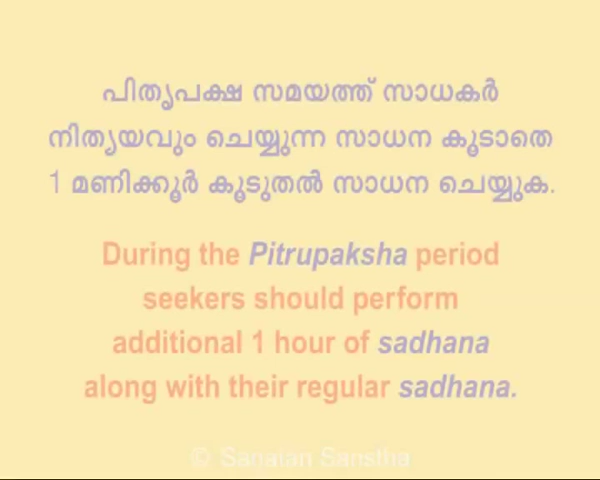 പിതൃപക്ഷ സമയത്ത് സാധകർ
നിത്യയവും ചെയ്യുന്ന സാധന കൂടാതെ
1 മണിക്കൂർ കൂടുതൽ സാധന ചെയ്യുക.
During the Pitrupaksha period
seekers should perform
additional 1 hour of sadhana
along with their regular sadhana.
© Sanatan Sanstha